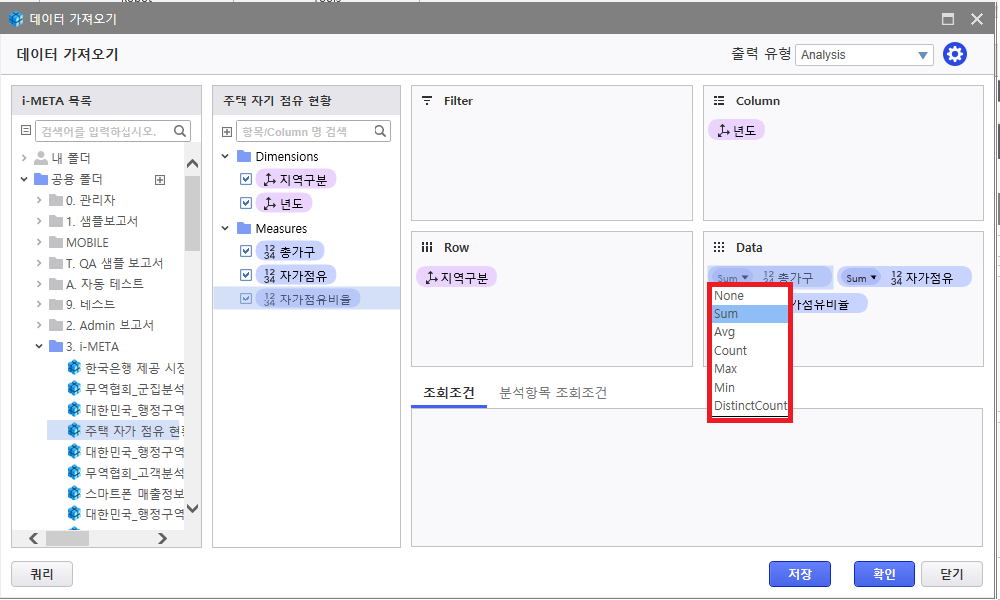 데이터 가져오기
데이터 가져오기
출력 유형 Analysis
i-META 목록
검색어를 입력하십시오.
내 폴더
공용 폴더
0. 관리자
1. 샘플보고서
MOBILE
T. QA 샘플 보고서
A. 자동 테스트
9. 테스트
2. Admin 보고서
3. i-META
한국은행 제공 시장
무역협회_군집분석
대한민국_행정구역
주택 자가 점유 현
대한민국_행정구역
무역협회_고객분석
스마트폰_매출정보
대한민국_행정구역
주택 자가 점유 현황
항목/Column 명 검색
Dimensions
지역구분
년도
Measures
12 34 총가구
12 34 자가점유
12 34 자가점유비율
Filter
Column
년도
Row
지역구분
Data
Sum 12 34 총가구 Sum 12 34 자가점유
가점유비율
None
Sum
Avg
Count
Max
Min
DistinctCount
조회조건 분석항목 조회조건
쿼리 저장 확인 닫기